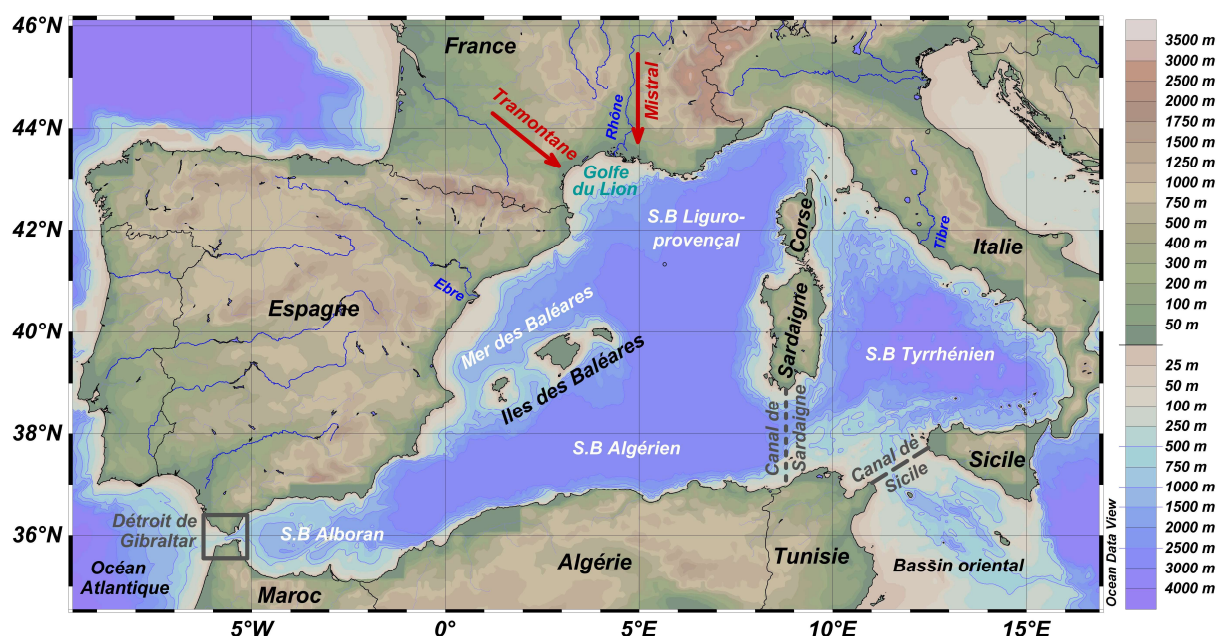 46°N
44°N
42°N
40°N
38°N
36°N
5°W
0°
5°E
10°E
15°E
France
Tramontane
Rhône
Mistral
Golfe
du Lion
S.B Liguro-
provençal
Corse
Tibre
Italie
Ebre
Espagne
Mer des Baléares
Iles des Baléares
Sardaigne
S.B Tyrrhénien
S.B Algérien
Canal de
Sardaigne
Canal de
Sicile
Sicile
Détroit de
Gibraltar
S.B Alboran
Océan
Atlantique
Maroc
Algérie
Tunisie
Bassin oriental
Ocean Data View
3500 m
3000 m
2500 m
2000 m
1750 m
1500 m
1250 m
1000 m
750 m
500 m
400 m
300 m
200 m
100 m
50 m
25 m
50 m
100 m
250 m
500 m
750 m
1000 m
1500 m
2000 m
2500 m
3000 m
4000 m